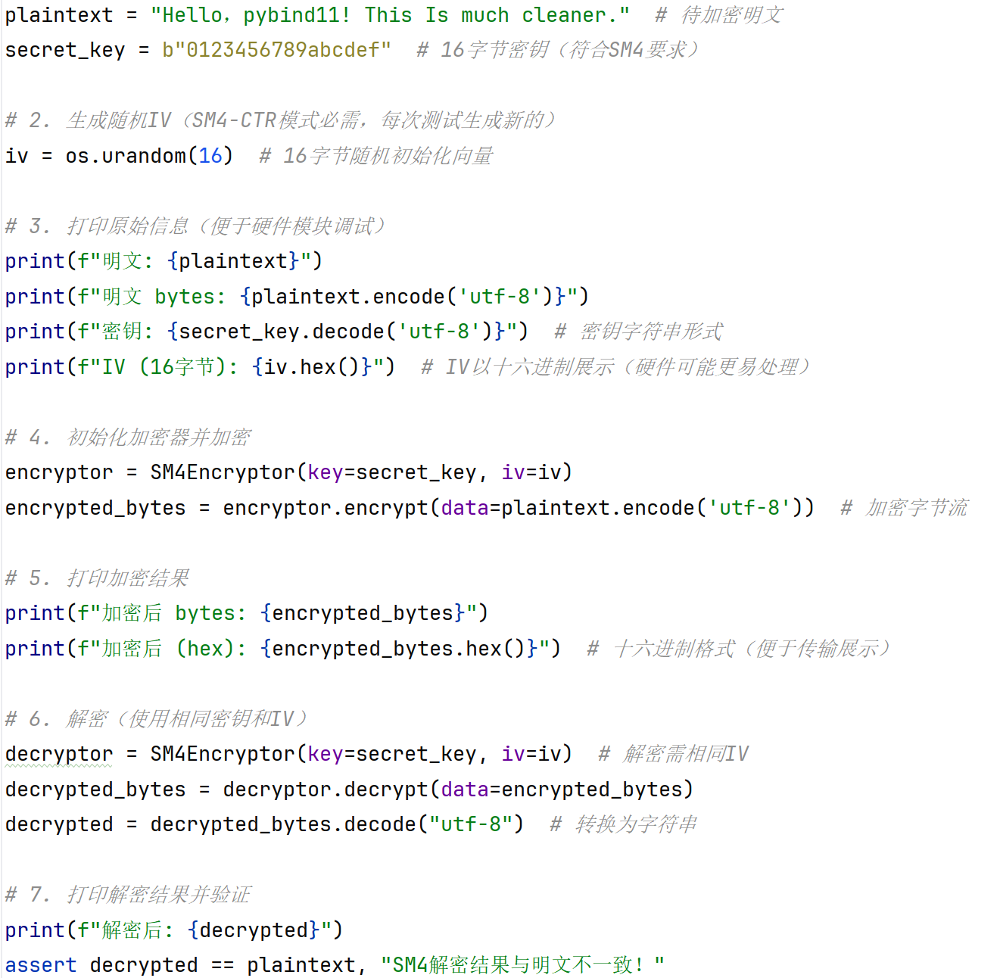 plaintext = "Hello，pybind11! This Is much cleaner."  # 待加密明文
secret_key = b"0123456789abcdef"  # 16字节密钥（符合SM4要求）
# 2. 生成随机IV（SM4-CTR模式必需，每次测试生成新的）
iv = os.urandom(16)  # 16字节随机初始化向量
# 3. 打印原始信息（便于硬件模块调试）
print(f"明文: {plaintext}")
print(f"明文 bytes: {plaintext.encode('utf-8')}")
print(f"密钥: {secret_key.decode('utf-8')}")  # 密钥字符串形式
print(f"IV (16字节): {iv.hex()}")  # IV以十六进制展示（硬件可能更易处理）
# 4. 初始化加密器并加密
encryptor = SM4Encryptor(key=secret_key, iv=iv)
encrypted_bytes = encryptor.encrypt(data=plaintext.encode('utf-8'))  # 加密字节流
# 5. 打印加密结果
print(f"加密后 bytes: {encrypted_bytes}")
print(f"加密后 (hex): {encrypted_bytes.hex()}")  # 十六进制格式（便于传输展示）
# 6. 解密（使用相同密钥和IV）
decryptor = SM4Encryptor(key=secret_key, iv=iv)  # 解密需相同IV
decrypted_bytes = decryptor.decrypt(data=encrypted_bytes)
decrypted = decrypted_bytes.decode("utf-8")  # 转换为字符串
# 7. 打印解密结果并验证
print(f"解密后: {decrypted}")
assert decrypted == plaintext, "SM4解密结果与明文不一致！"